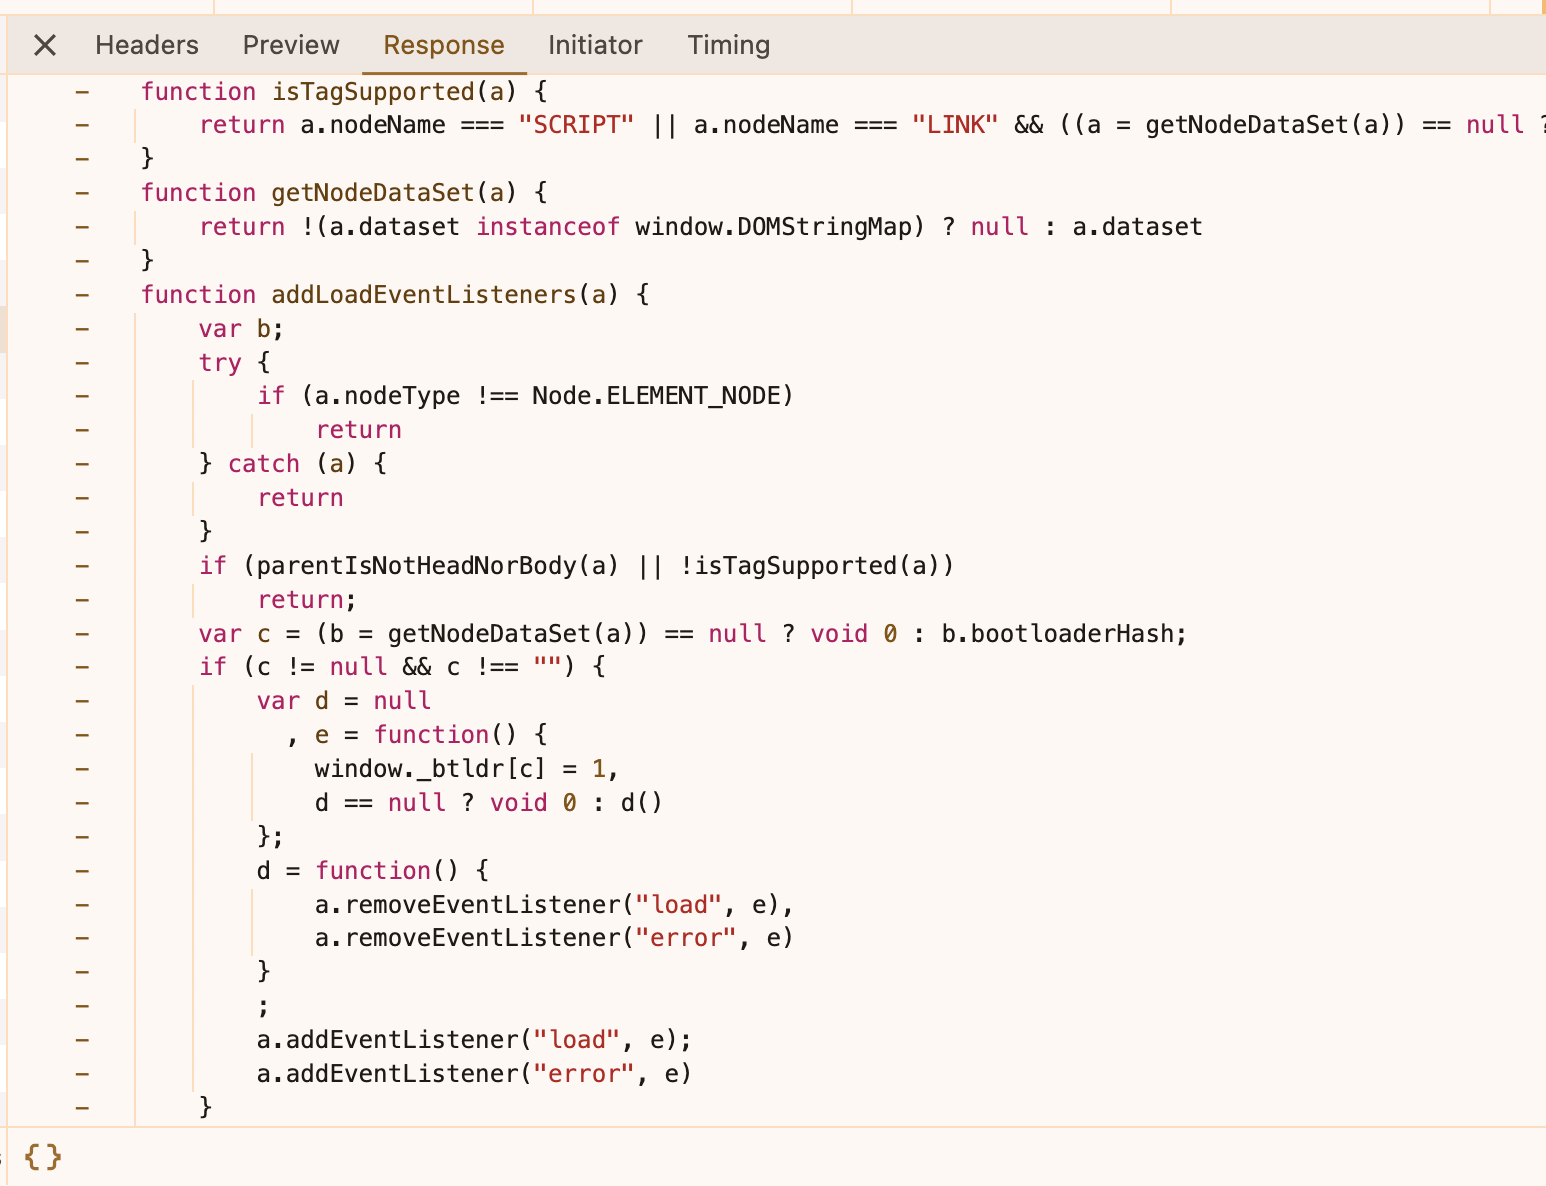 Headers Preview Response Initiator Timing
– function isTagSupported(a) {
– return a.nodeName === "SCRIPT" || a.nodeName === "LINK" && ((a = getNodeDataSet(a)) == null ?
– }
– function getNodeDataSet(a) {
– return !(a.dataset instanceof window.DOMStringMap) ? null : a.dataset
– }
– function addLoadEventListeners(a) {
– var b;
– try {
– if (a.nodeType !== Node.ELEMENT_NODE)
– return
– } catch (a) {
– return
– }
– if (parentIsNotHeadNorBody(a) || !isTagSupported(a))
– return;
– var c = (b = getNodeDataSet(a)) == null ? void 0 : b.bootloaderHash;
– if (c != null && c !== "") {
– var d = null
– , e = function() {
– window._btldr[c] = 1,
– d == null ? void 0 : d()
– };
– d = function() {
– a.removeEventListener("load", e),
– a.removeEventListener("error", e)
– }
– ;
– a.addEventListener("load", e);
– a.addEventListener("error", e)
– }
{}